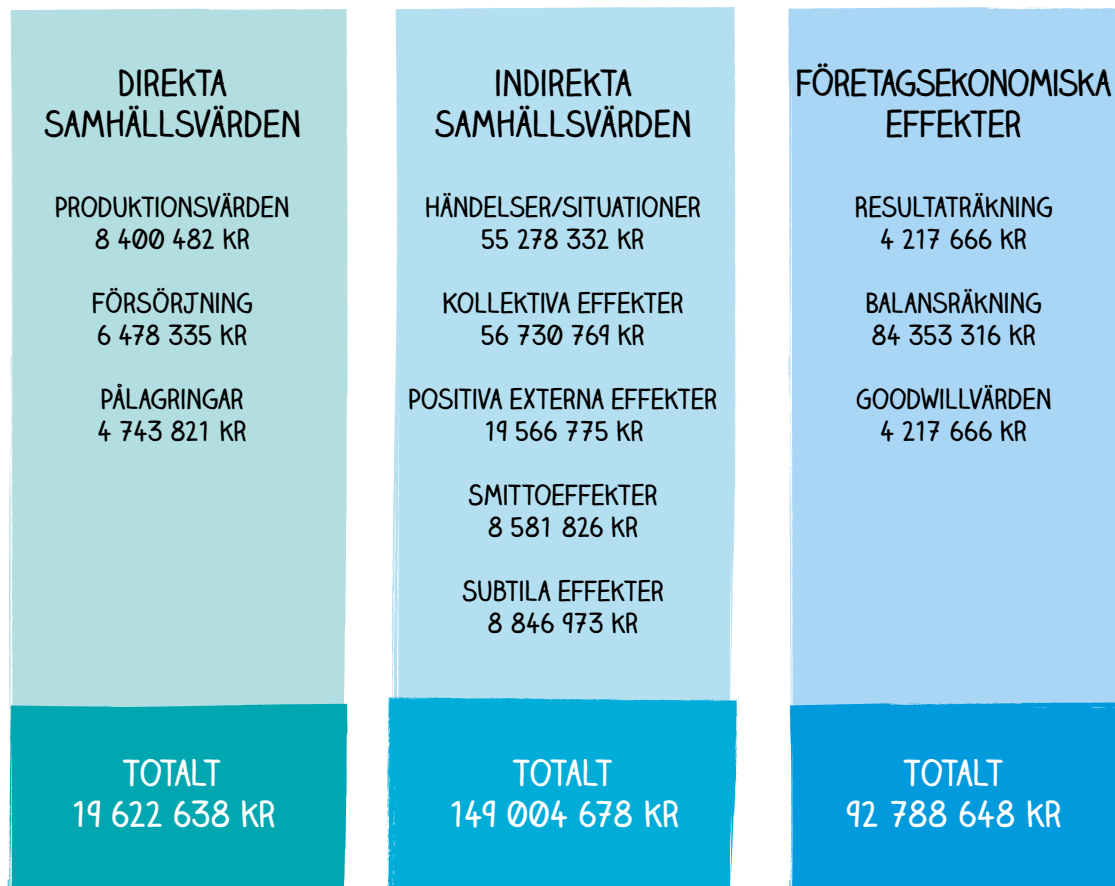 DIREKTA
SAMHÄLLSVÄRDEN
PRODUKTIONSVÄRDEN
8 400 482 KR
FÖRSÖRJNING
6 478 335 KR
PÅLAGRINGAR
4 743 821 KR
TOTALT
19 622 638 KR
INDIREKTA
SAMHÄLLSVÄRDEN
HÄNDELSER/SITUATIONER
55 278 332 KR
KOLLEKTIVA EFFEKTER
56 730 769 KR
POSITIVA EXTERNA EFFEKTER
19 566 775 KR
SMITTOEFFEKTER
8 581 826 KR
SUBTILA EFFEKTER
8 846 973 KR
TOTALT
149 004 678 KR
FÖRETAGSEKONOMISKA
EFFEKTER
RESULTATRÄKNING
4 217 666 KR
BALANSRÄKNING
84 353 316 KR
GOODWILLVÄRDEN
4 217 666 KR
TOTALT
92 788 648 KR